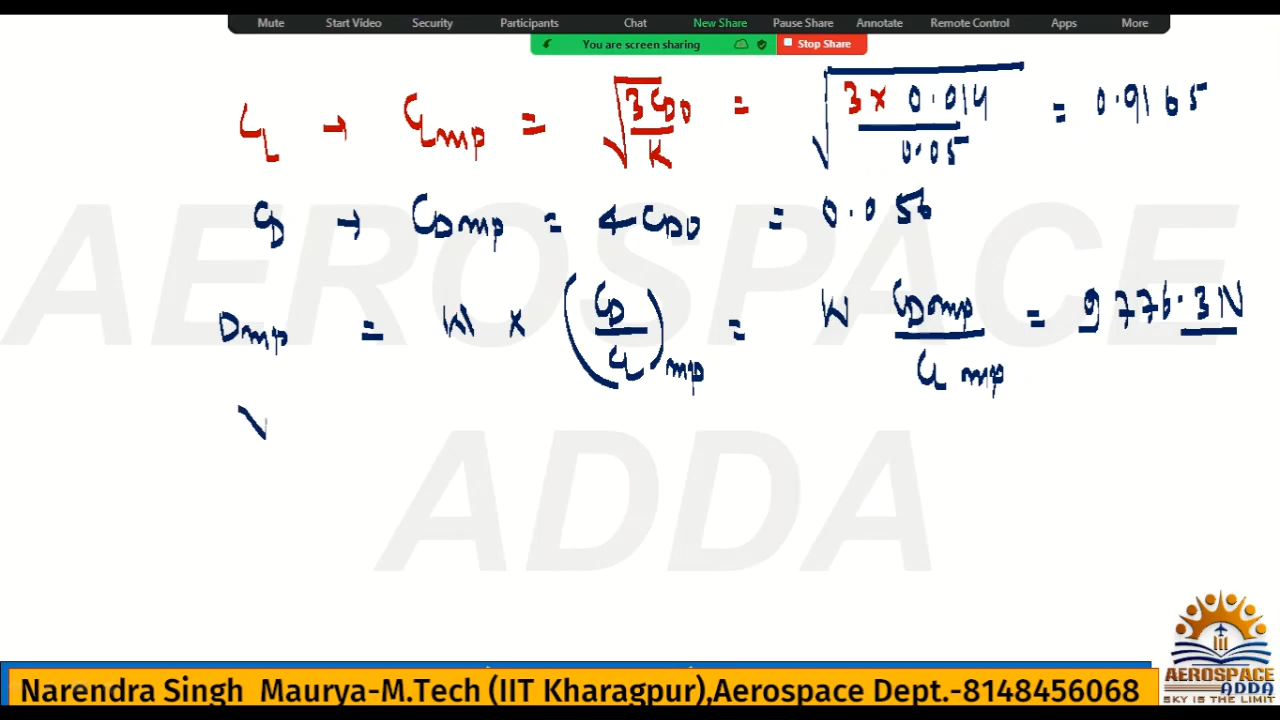 Mute Start Video Security Participants Chat New Share Pause Share Annotate Remote Control Apps More
You are screen sharing Stop Share
CL → CLmp = √(3CD0/K) = √(3 × 0.014/0.05) = 0.9165
CD → CDmp = 4CD0 = 0.056
Dmp = W × (CD/CL)mp = W CDmp/CLmp = 9776.3N
V
AEROSPACE
ADDA
AEROSPACE
ADDA
SKY IS THE LIMIT
Narendra Singh Maurya-M.Tech (IIT Kharagpur),Aerospace Dept.-8148456068